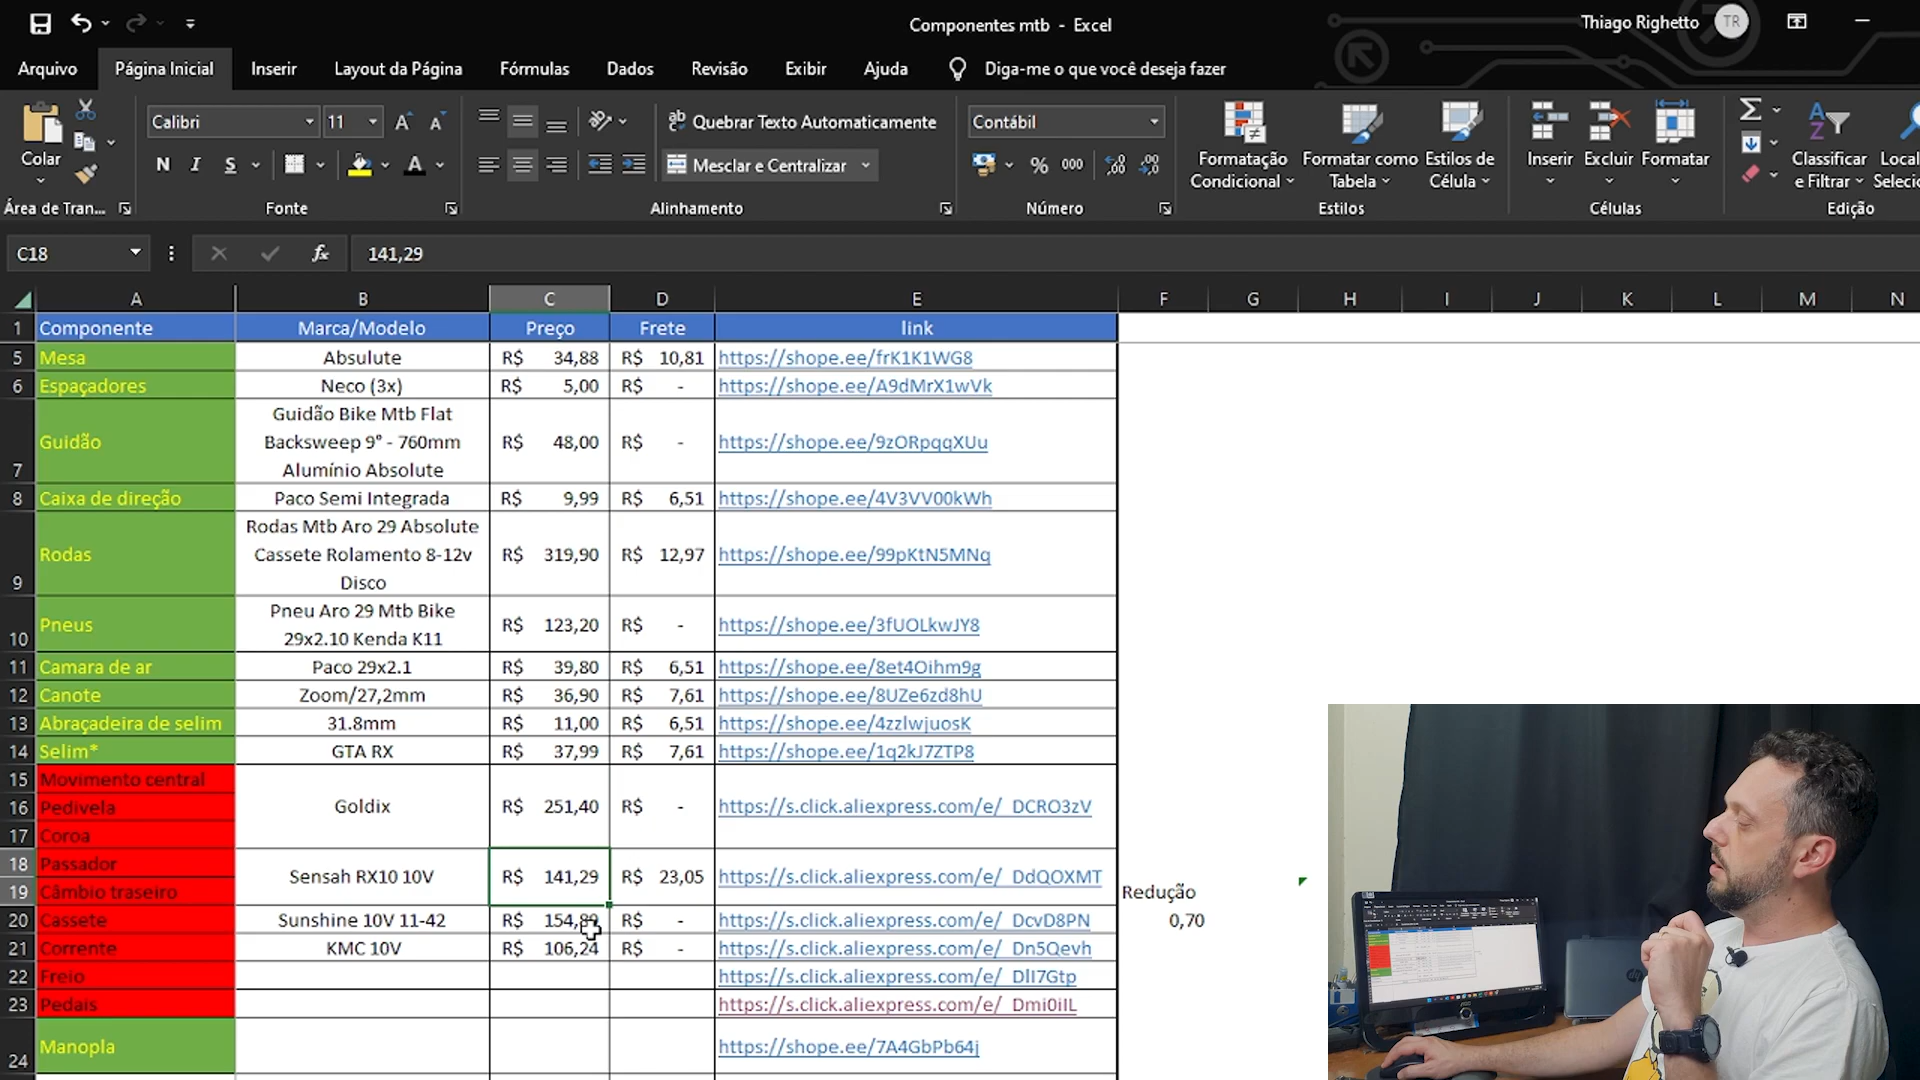 Componentes mtb - Excel
Thiago Righetto
TR
Arquivo
Página Inicial
Inserir
Layout da Página
Fórmulas
Dados
Revisão
Exibir
Ajuda
Diga-me o que você deseja fazer
Colar
Calibri
11
N I S
A
Quebrar Texto Automaticamente
Mesclar e Centralizar
Contábil
% 000
Formatação Condicional
Formatar como Tabela
Estilos de Célula
Inserir
Excluir
Formatar
Classificar e Filtrar
Área de Tran...
Fonte
Alinhamento
Número
Estilos
Células
Edição
C18
fx
141,29
A B C D E F G H I J K L M N
1 Componente Marca/Modelo Preço Frete link
5 Mesa Absulute R$ 34,88 R$ 10,81 https://shope.ee/frK1K1WG8
6 Espaçadores Neco (3x) R$ 5,00 R$ - https://shope.ee/A9dMrX1wVk
7 Guidão Guidão Bike Mtb Flat Backsweep 9° - 760mm Alumínio Absolute R$ 48,00 R$ - https://shope.ee/9zORpqqXUu
8 Caixa de direção Paco Semi Integrada R$ 9,99 R$ 6,51 https://shope.ee/4V3VV00kWh
9 Rodas Rodas Mtb Aro 29 Absolute Cassete Rolamento 8-12v Disco R$ 319,90 R$ 12,97 https://shope.ee/99pKtN5MNq
10 Pneus Pneu Aro 29 Mtb Bike 29x2.10 Kenda K11 R$ 123,20 R$ - https://shope.ee/3fUOLkwJY8
11 Camara de ar Paco 29x2.1 R$ 39,80 R$ 6,51 https://shope.ee/8et4Oihm9g
12 Canote Zoom/27,2mm R$ 36,90 R$ 7,61 https://shope.ee/8UZe6zd8hU
13 Abraçadeira de selim 31.8mm R$ 11,00 R$ 6,51 https://shope.ee/4zzlwjuosK
14 Selim* GTA RX R$ 37,99 R$ 7,61 https://shope.ee/1q2kJ7ZTP8
15 Movimento central
16 Pedivela Goldix R$ 251,40 R$ - https://s.click.aliexpress.com/e/_DCRO3zV
17 Coroa
18 Passador Sensah RX10 10V R$ 141,29 R$ 23,05 https://s.click.aliexpress.com/e/_DdQOXMT
19 Câmbio traseiro Redução
20 Cassete Sunshine 10V 11-42 R$ R$ - https://s.click.aliexpress.com/e/_DcvD8PN 0,70
21 Corrente KMC 10V R$ 106,24 R$ - https://s.click.aliexpress.com/e/_Dn5Qevh
22 Freio https://s.click.aliexpress.com/e/_DlI7Gtp
23 Pedais https://s.click.aliexpress.com/e/_Dmi0iIL
24 Manopla https://shope.ee/7A4GbPb64j